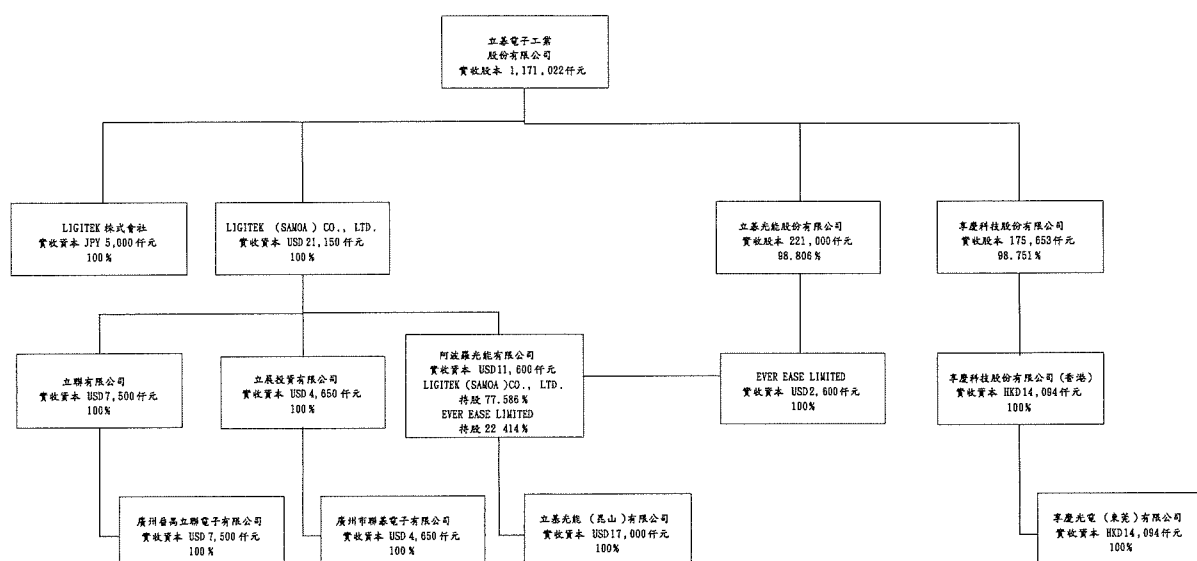 立碁電子工業
股份有限公司
實收股本 1,171,022仟元
LIGITEK 株式會社
實收資本 JPY 5,000仟元
100%
LIGITEK (SAMOA) CO., LTD.
實收資本 USD 21,150仟元
100%
立碁光能股份有限公司
實收股本 221,000仟元
98.806%
享慶科技股份有限公司
實收股本 175,653仟元
98.751%
立聯有限公司
實收資本 USD 7,500仟元
100%
立展投資有限公司
實收資本 USD 4,650仟元
100%
阿波羅光能有限公司
實收資本 USD11,600仟元
LIGITEK (SAMOA)CO., LTD.
持股 77.586%
EVER EASE LIMITED
持股 22 414%
EVER EASE LIMITED
實收資本 USD2,600仟元
100%
享慶科技股份有限公司(香港)
實收資本 HKD14,094仟元
100%
廣州番禺立聯電子有限公司
實收資本 USD 7,500仟元
100%
廣州市聯碁電子有限公司
實收資本 USD 4,650仟元
100%
立碁光能(昆山)有限公司
實收資本 USD17,000仟元
100%
享慶光電(東莞)有限公司
實收資本 HKD14,094仟元
100%